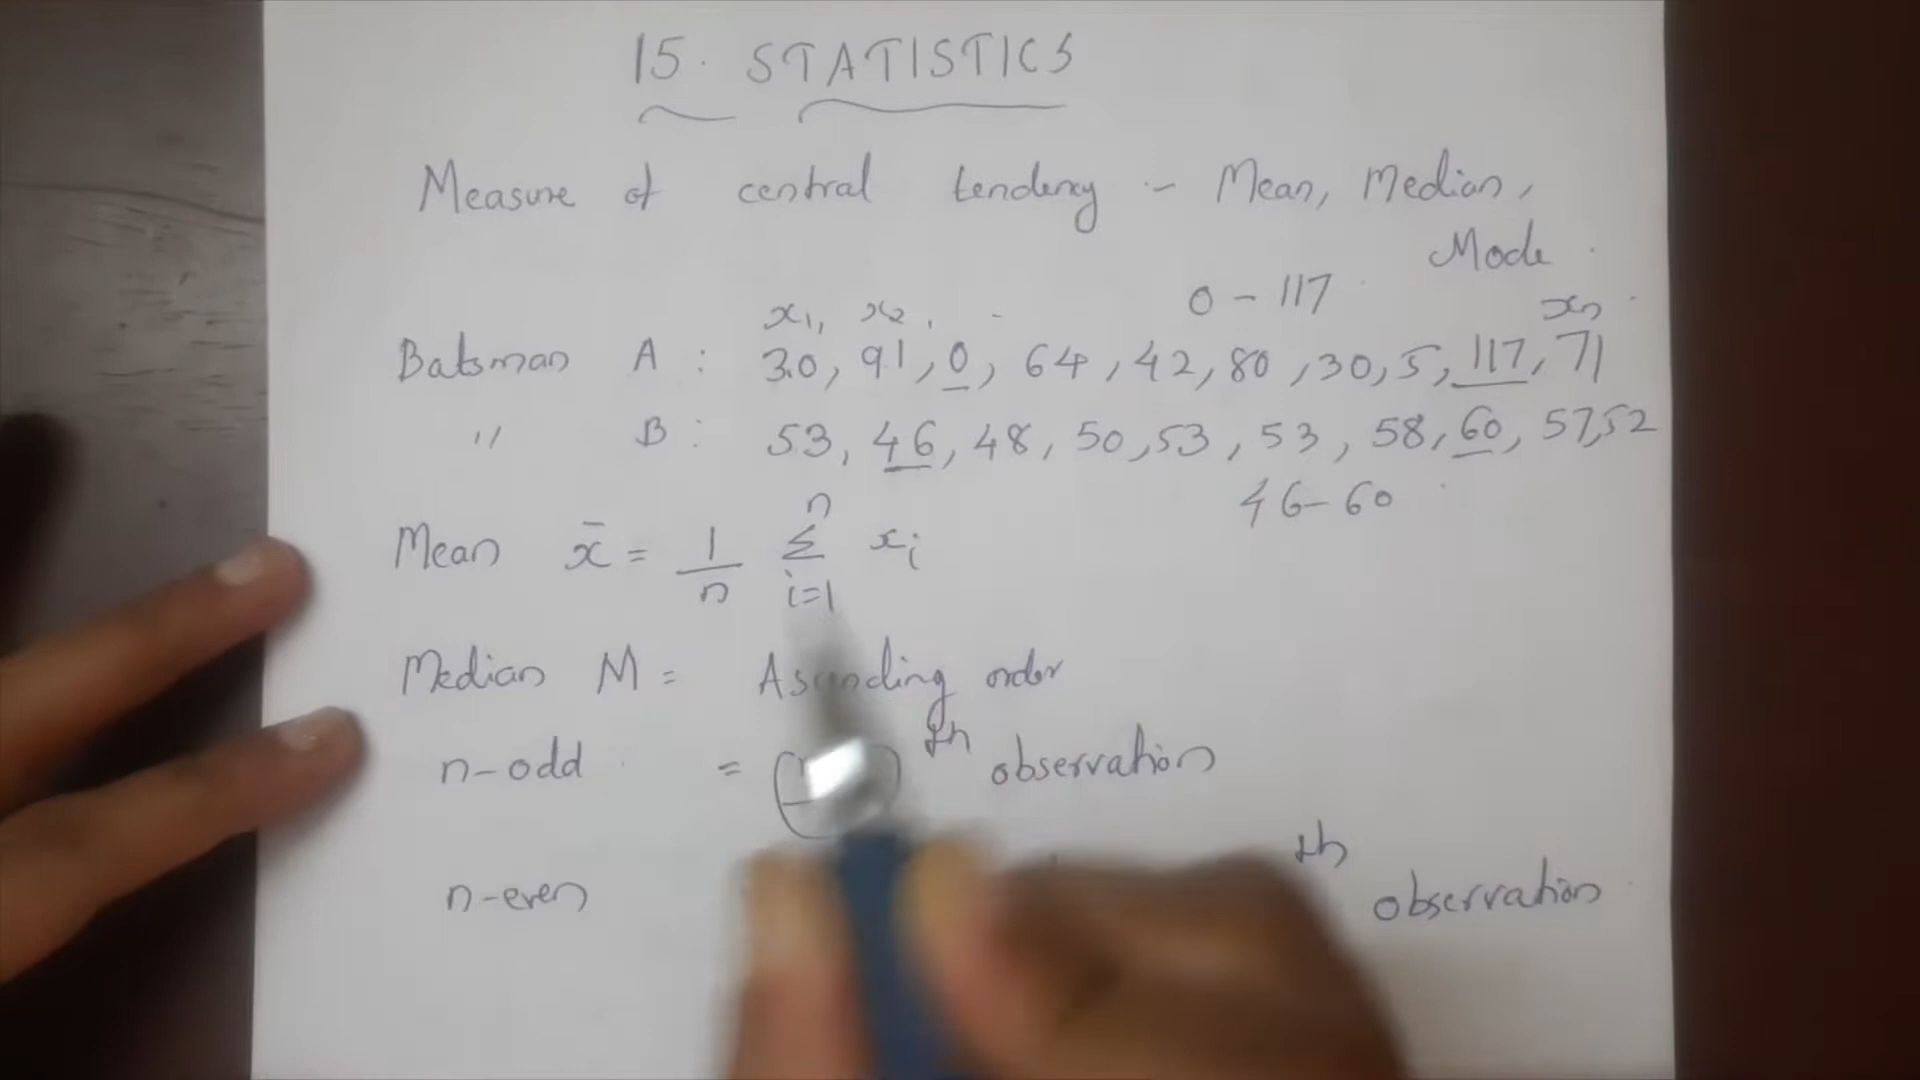 15. STATISTICS
Measure of central tendency :- Mean, Median,
Mode.
0 - 117
x1, x2, - xn
Batsman A : 30, 91, 0, 64, 42, 80, 30, 5, 117, 71
" B : 53, 46, 48, 50, 53, 53, 58, 60, 57, 52
46-60
Mean x̄ = 1/n Σ i=1 n xi
Median M = Ascending order
n-odd = th observation
n-even th observation